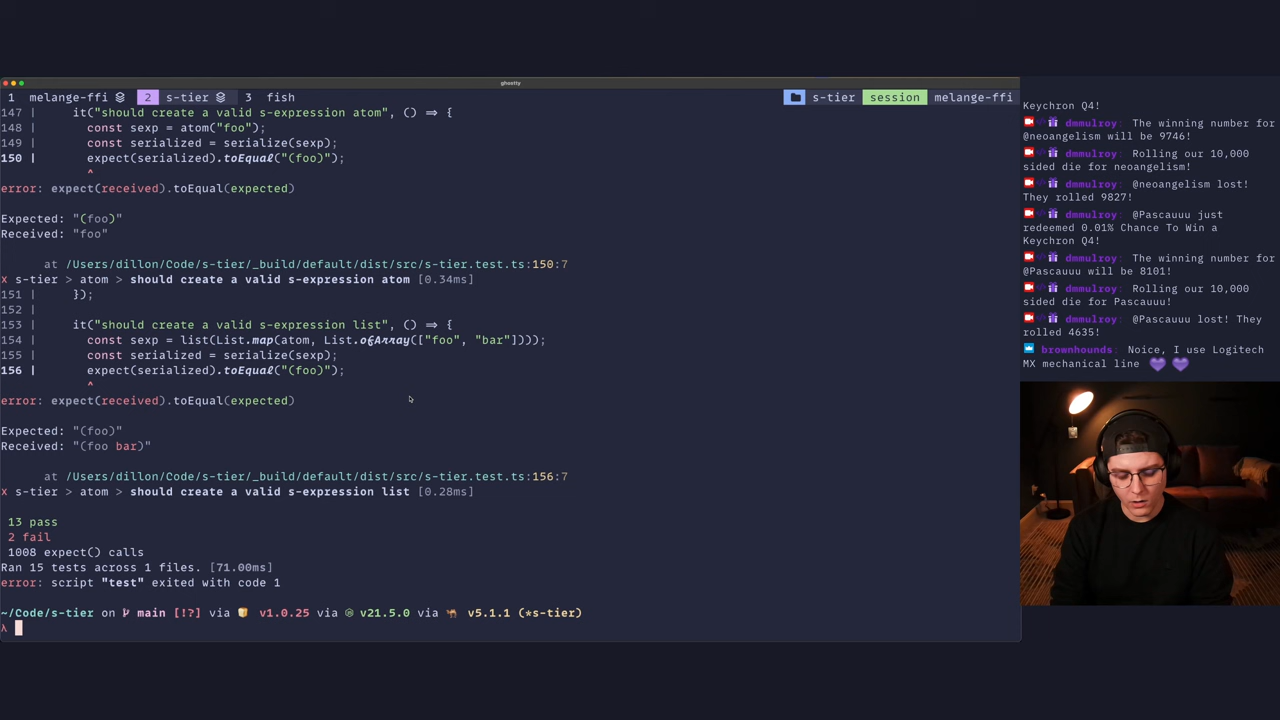 ghostty
1 melange-ffi 2 s-tier 3 fish s-tier session melange-ffi
147 | it("should create a valid s-expression atom", () => {
148 | const sexp = atom("foo");
149 | const serialized = serialize(sexp);
150 | expect(serialized).toEqual("(foo)");
^
error: expect(received).toEqual(expected)
Expected: "(foo)"
Received: "foo"
at /Users/dillon/Code/s-tier/_build/default/dist/src/s-tier.test.ts:150:7
x s-tier > atom > should create a valid s-expression atom [0.34ms]
151 | });
152 |
153 | it("should create a valid s-expression list", () => {
154 | const sexp = list(List.map(atom, List.ofArray(["foo", "bar"])));
155 | const serialized = serialize(sexp);
156 | expect(serialized).toEqual("(foo)");
^
error: expect(received).toEqual(expected)
Expected: "(foo)"
Received: "(foo bar)"
at /Users/dillon/Code/s-tier/_build/default/dist/src/s-tier.test.ts:156:7
x s-tier > atom > should create a valid s-expression list [0.28ms]
13 pass
2 fail
1008 expect() calls
Ran 15 tests across 1 files. [71.00ms]
error: script "test" exited with code 1
~/Code/s-tier on main [!?] via v1.0.25 via v21.5.0 via v5.1.1 (*s-tier)
λ
Keychron Q4!
dmmulroy: The winning number for
@neoangelism will be 9746!
dmmulroy: Rolling our 10,000
sided die for neoangelism!
dmmulroy: @neoangelism lost!
They rolled 9827!
dmmulroy: @Pascauuu just
redeemed 0.01% Chance To Win a
Keychron Q4!
dmmulroy: The winning number for
@Pascauuu will be 8101!
dmmulroy: Rolling our 10,000
sided die for Pascauuu!
dmmulroy: @Pascauuu lost! They
rolled 4635!
brownhounds: Noice, I use Logitech
MX mechanical line